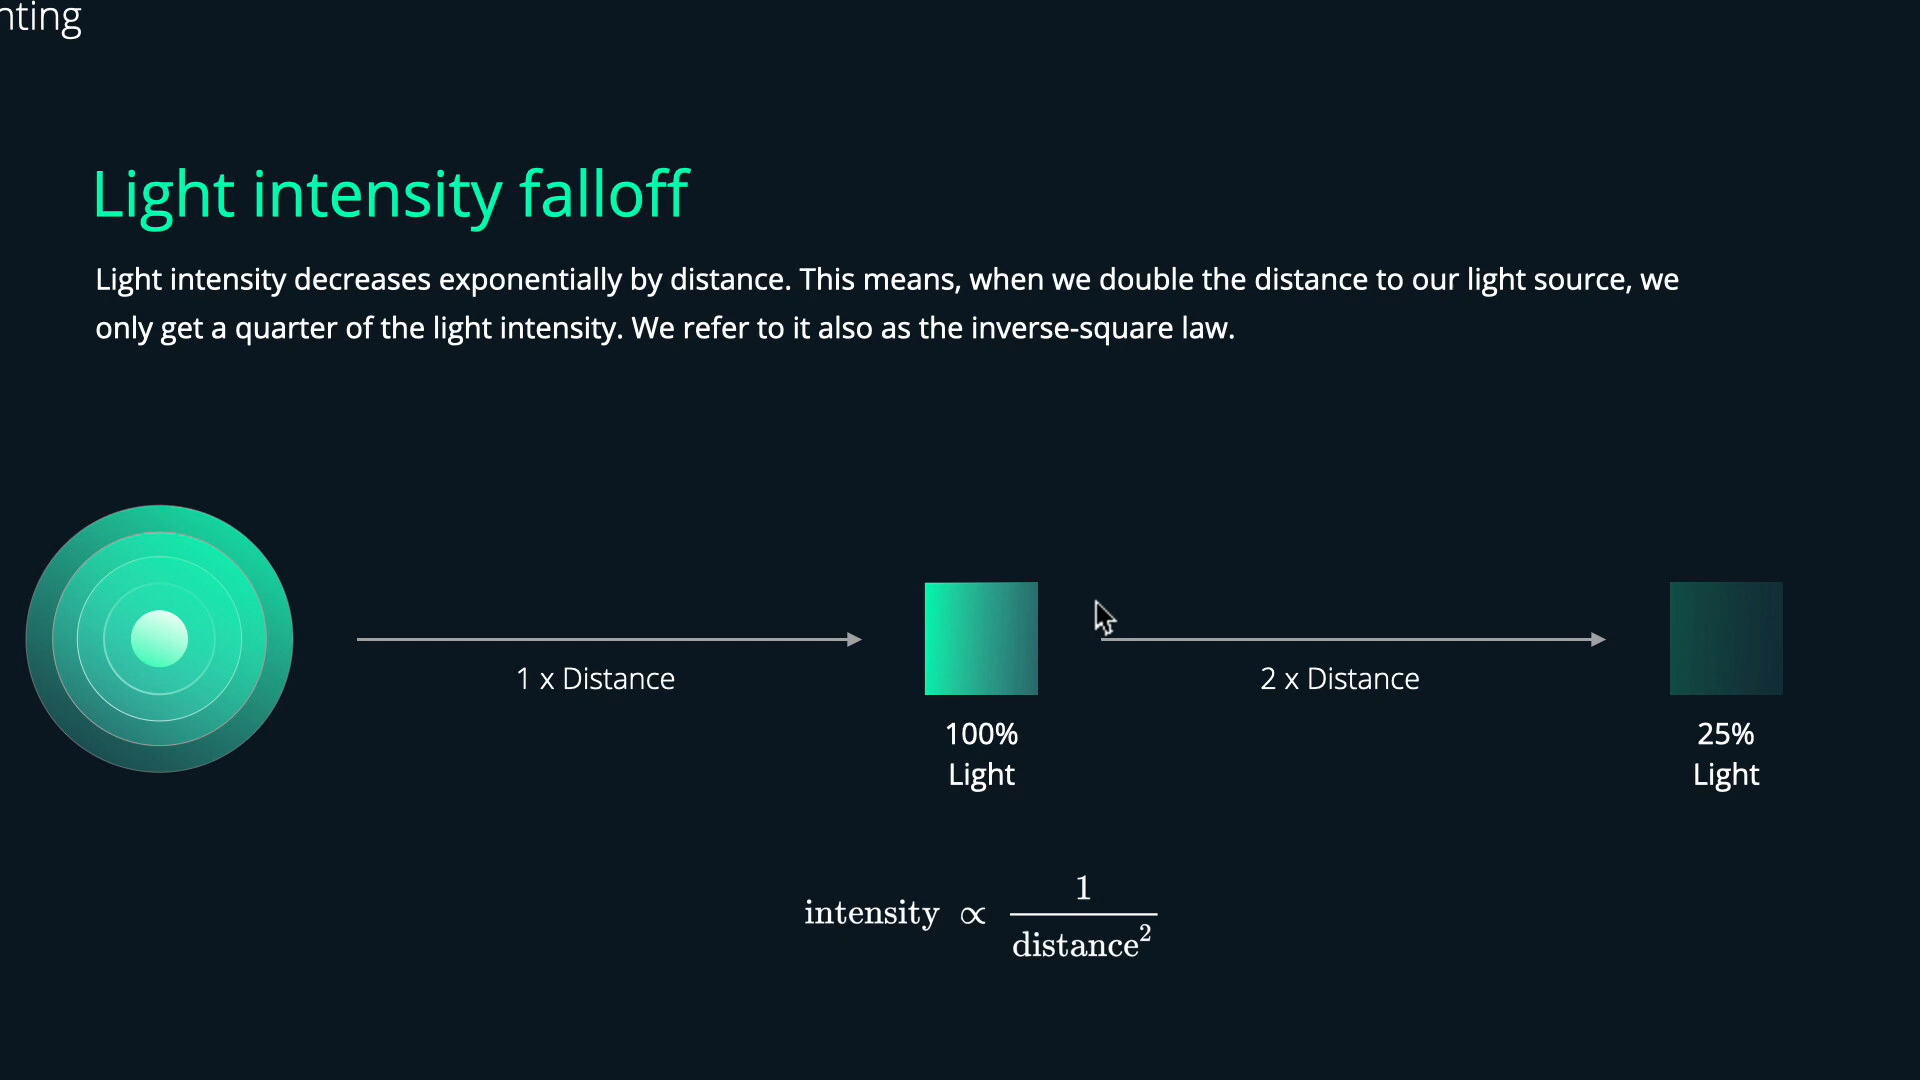 nting
Light intensity falloff
Light intensity decreases exponentially by distance. This means, when we double the distance to our light source, we
only get a quarter of the light intensity. We refer to it also as the inverse-square law.
1 x Distance
2 x Distance
100%
Light
25%
Light
intensity ∝ 1
distance²